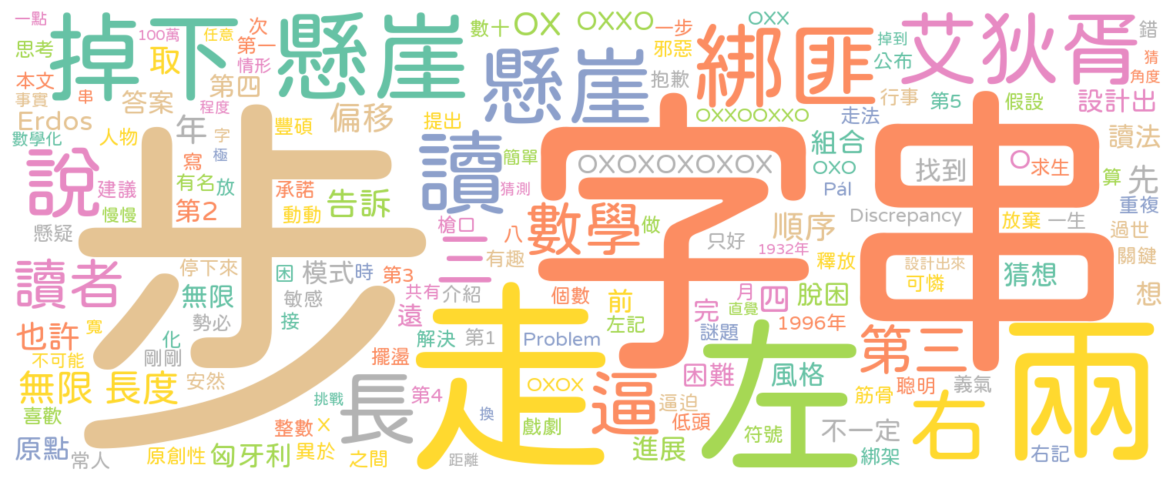 一點 掉下 100萬 任意 次 懸崖 數十 OX OXXO 一步 OXX 掉到 艾狄胥 錯
思考 取 第一 情形 懸崖 邪惡 綁匪 公布 猜
本文 串 答案 第四 抱歉 行事 第5 假設 角度 設計出
事實 Erdos 程度 年 偏移 豐碩 提出 OXXOOXXO 走法
數學化 人物 字 讀 簡單 字 OXOXOXOXOX 組合 串 讀法
說 寫 極 步 OXO 找到 O 求生
建議 有名 放 承諾 猜測 Pál 算 先
慢慢 第2 動動 告訴 槍口 數學 做 順序 Discrepancy 放棄 一生 重複
懸疑 三 八 只好 過世
讀者 停下來 困 模式 時 第3 有趣 1932年 釋放 設計出來 猜想 關鍵
無限 敏感 共有 介紹 個數 月 直覺 四 脫困 可憐 想
也許 寬 勢必 接 遠 走 前 左記 完 1996年
化 解決 第1 Problem 謎題 左 第三 兩
不可能 剛剛 擺盪 困難 風格
無限 長度 安然 長 第4 OXOX 逼 聰明 義氣
喜歡 挑戰 換 逼迫 筋骨 右
整數 X 戲劇 低頭 符號 不一定
原點 常人 原創性 匈牙利 異於 之間 距離 進展 綁架 右記